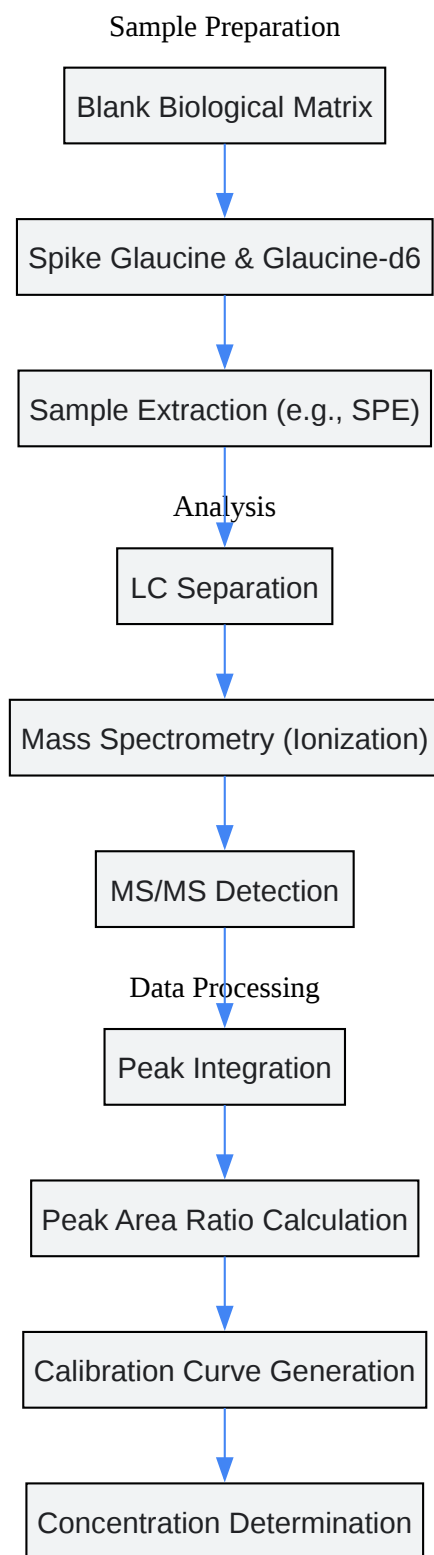 Sample Preparation
Blank Biological Matrix
Spike Glaucine & Glaucine-d6
Sample Extraction (e.g., SPE)
Analysis
LC Separation
Mass Spectrometry (Ionization)
MS/MS Detection
Data Processing
Peak Integration
Peak Area Ratio Calculation
Calibration Curve Generation
Concentration Determination